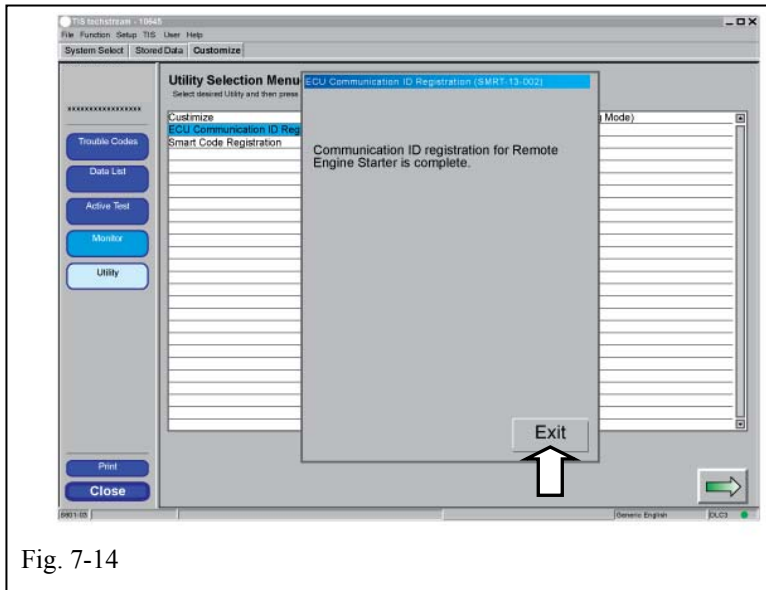 TIS techstream - 10645
File Function Setup TIS User Help
System Select Stored Data Customize
Utility Selection Menu
Select desired Utility and then press
ECU Communication ID Registration (SMRT-13-002)
Custimize
g Mode)
ECU Communication ID Reg
Smart Code Registration
Communication ID registration for Remote
Engine Starter is complete.
xxxxxxxxxxxxxxxx
Trouble Codes
Data List
Active Test
Monitor
Utility
Exit
Print
Close
Generic English
DLC3
Fig. 7-14